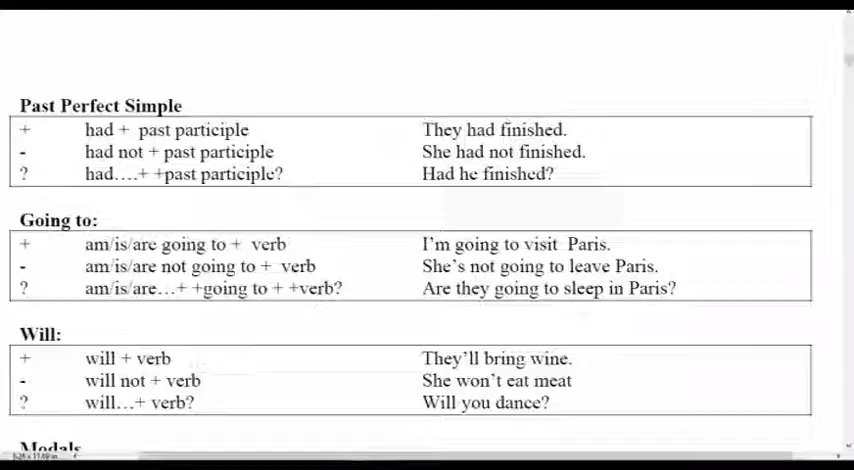 Past Perfect Simple
+ had + past participle They had finished.
- had not + past participle She had not finished.
? had….+ +past participle? Had he finished?
Going to:
+ am/is/are going to + verb I’m going to visit Paris.
- am/is/are not going to + verb She’s not going to leave Paris.
? am/is/are…+ +going to + +verb? Are they going to sleep in Paris?
Will:
+ will + verb They’ll bring wine.
- will not + verb She won’t eat meat
? will…+ verb? Will you dance?
Modals